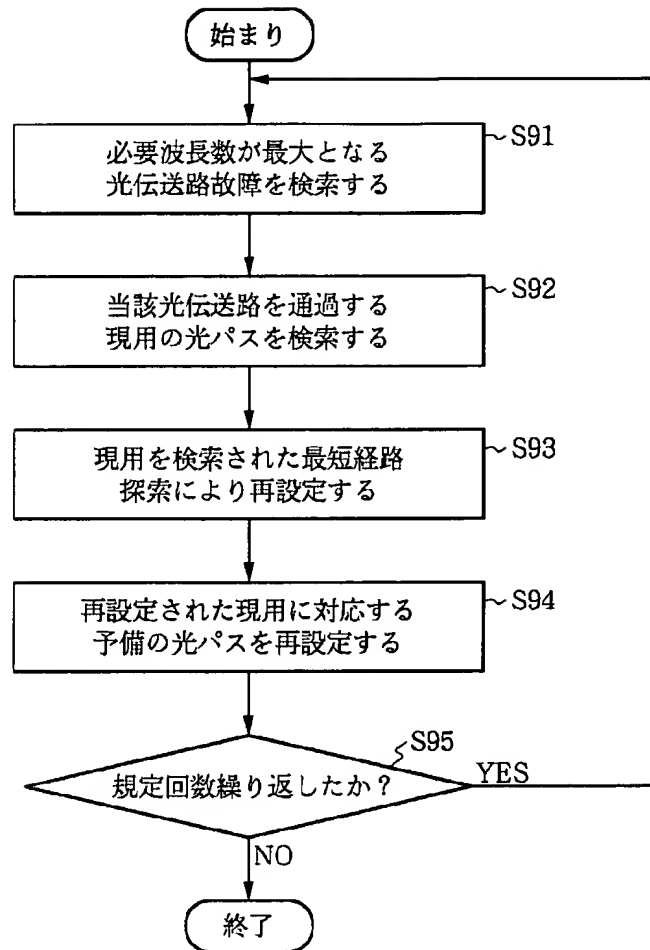 始まり
必要波長数が最大となる
光伝送路故障を検索する
S91
当該光伝送路を通過する
現用の光パスを検索する
S92
現用を検索された最短経路
探索により再設定する
S93
再設定された現用に対応する
予備の光パスを再設定する
S94
S95
規定回数繰り返したか?
YES
NO
終了